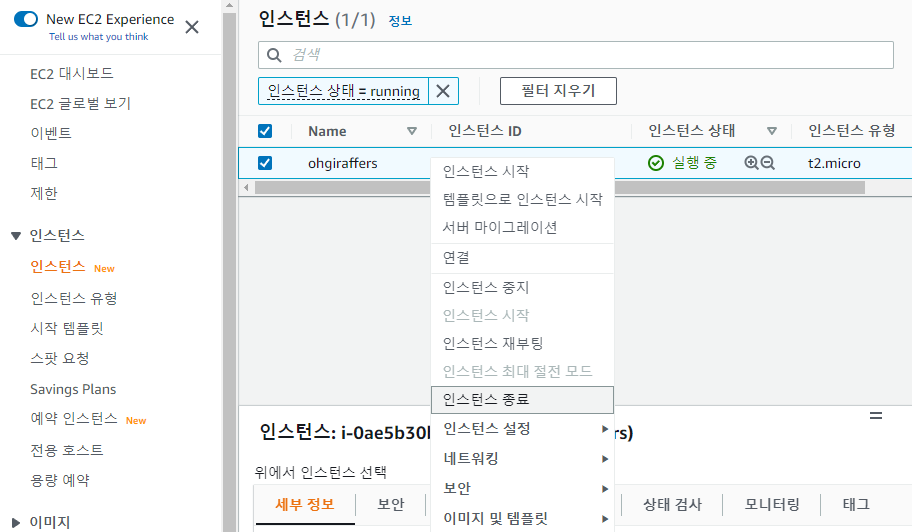 New EC2 Experience
Tell us what you think
EC2 대시보드
EC2 글로벌 보기
이벤트
태그
제한
인스턴스
인스턴스 New
인스턴스 유형
시작 템플릿
스팟 요청
Savings Plans
예약 인스턴스 New
전용 호스트
용량 예약
이미지
인스턴스 (1/1) 정보
검색
인스턴스 상태 = running
필터 지우기
Name 인스턴스 ID 인스턴스 상태 인스턴스 유형
ohgiraffers 실행 중 t2.micro
인스턴스 시작
템플릿으로 인스턴스 시작
서버 마이그레이션
연결
인스턴스 중지
인스턴스 시작
인스턴스 재부팅
인스턴스 최대 절전 모드
인스턴스 종료
인스턴스 설정
네트워킹
보안
이미지 및 템플릿
인스턴스: i-0ae5b30 rs)
위에서 인스턴스 선택
세부 정보 보안 상태 검사 모니터링 태그